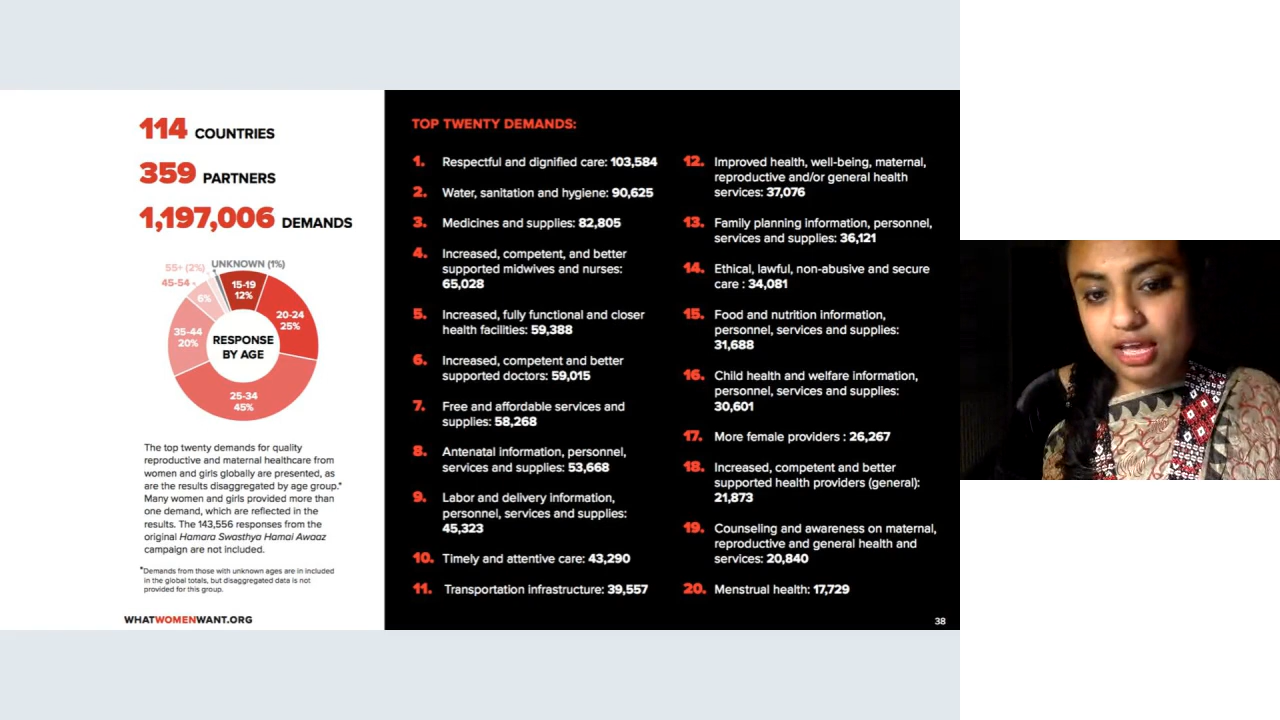 114 COUNTRIES
359 PARTNERS
1,197,006 DEMANDS
UNKNOWN (1%)
55+ (2%)
45-54
6%
15-19
12%
20-24
25%
35-44
20%
RESPONSE
BY AGE
25-34
45%
The top twenty demands for quality
reproductive and maternal healthcare from
women and girls globally are presented, as
are the results disaggregated by age group.*
Many women and girls provided more than
one demand, which are reflected in the
results. The 143,556 responses from the
original Hamara Swasthya Hamai Awaaz
campaign are not included.
*Demands from those with unknown ages are in included
in the global totals, but disaggregated data is not
provided for this group.
WHATWOMENWANT.ORG
TOP TWENTY DEMANDS:
1. Respectful and dignified care: 103,584
2. Water, sanitation and hygiene: 90,625
3. Medicines and supplies: 82,805
4. Increased, competent, and better
supported midwives and nurses:
65,028
5. Increased, fully functional and closer
health facilities: 59,388
6. Increased, competent and better
supported doctors: 59,015
7. Free and affordable services and
supplies: 58,268
8. Antenatal information, personnel,
services and supplies: 53,668
9. Labor and delivery information,
personnel, services and supplies:
45,323
10. Timely and attentive care: 43,290
11. Transportation infrastructure: 39,557
12. Improved health, well-being, maternal,
reproductive and/or general health
services: 37,076
13. Family planning information, personnel,
services and supplies: 36,121
14. Ethical, lawful, non-abusive and secure
care : 34,081
15. Food and nutrition information,
personnel, services and supplies:
31,688
16. Child health and welfare information,
personnel, services and supplies:
30,601
17. More female providers : 26,267
18. Increased, competent and better
supported health providers (general):
21,873
19. Counseling and awareness on maternal,
reproductive and general health and
services: 20,840
20. Menstrual health: 17,729
38